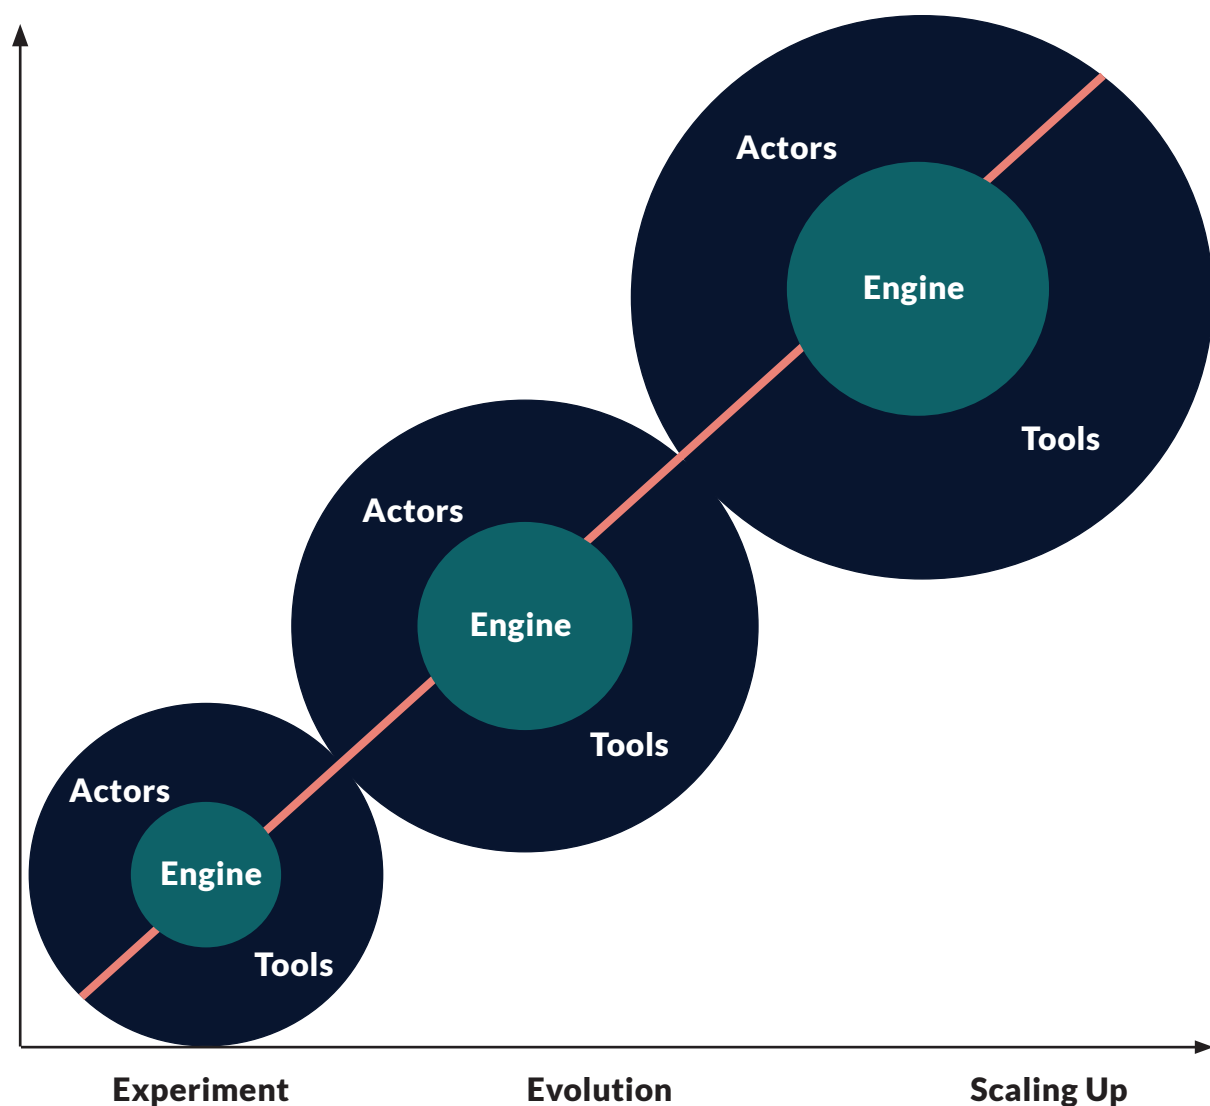 Actors
Engine
Tools
Actors
Engine
Tools
Actors
Engine
Tools
Experiment
Evolution
Scaling Up